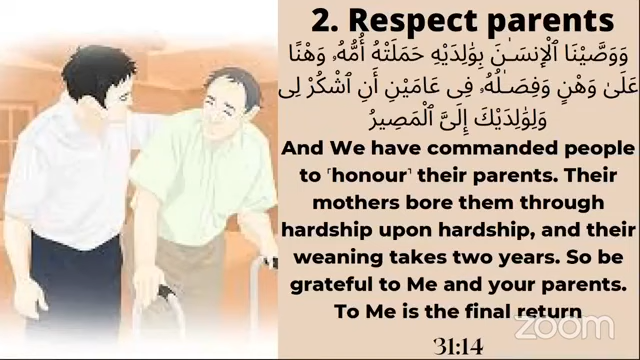 2. Respect parents
وَوَصَّيْنَا ٱلْإِنسَـٰنَ بِوَٰلِدَيْهِ حَمَلَتْهُ أُمُّهُۥ وَهْنًا
عَلَىٰ وَهْنٍ وَفِصَـٰلُهُۥ فِى عَامَيْنِ أَنِ ٱشْكُرْ لِى
وَلِوَٰلِدَيْكَ إِلَىَّ ٱلْمَصِيرُ
And We have commanded people
to ˹honour˺ their parents. Their
mothers bore them through
hardship upon hardship, and their
weaning takes two years. So be
grateful to Me and your parents.
To Me is the final return
zoom
31:14